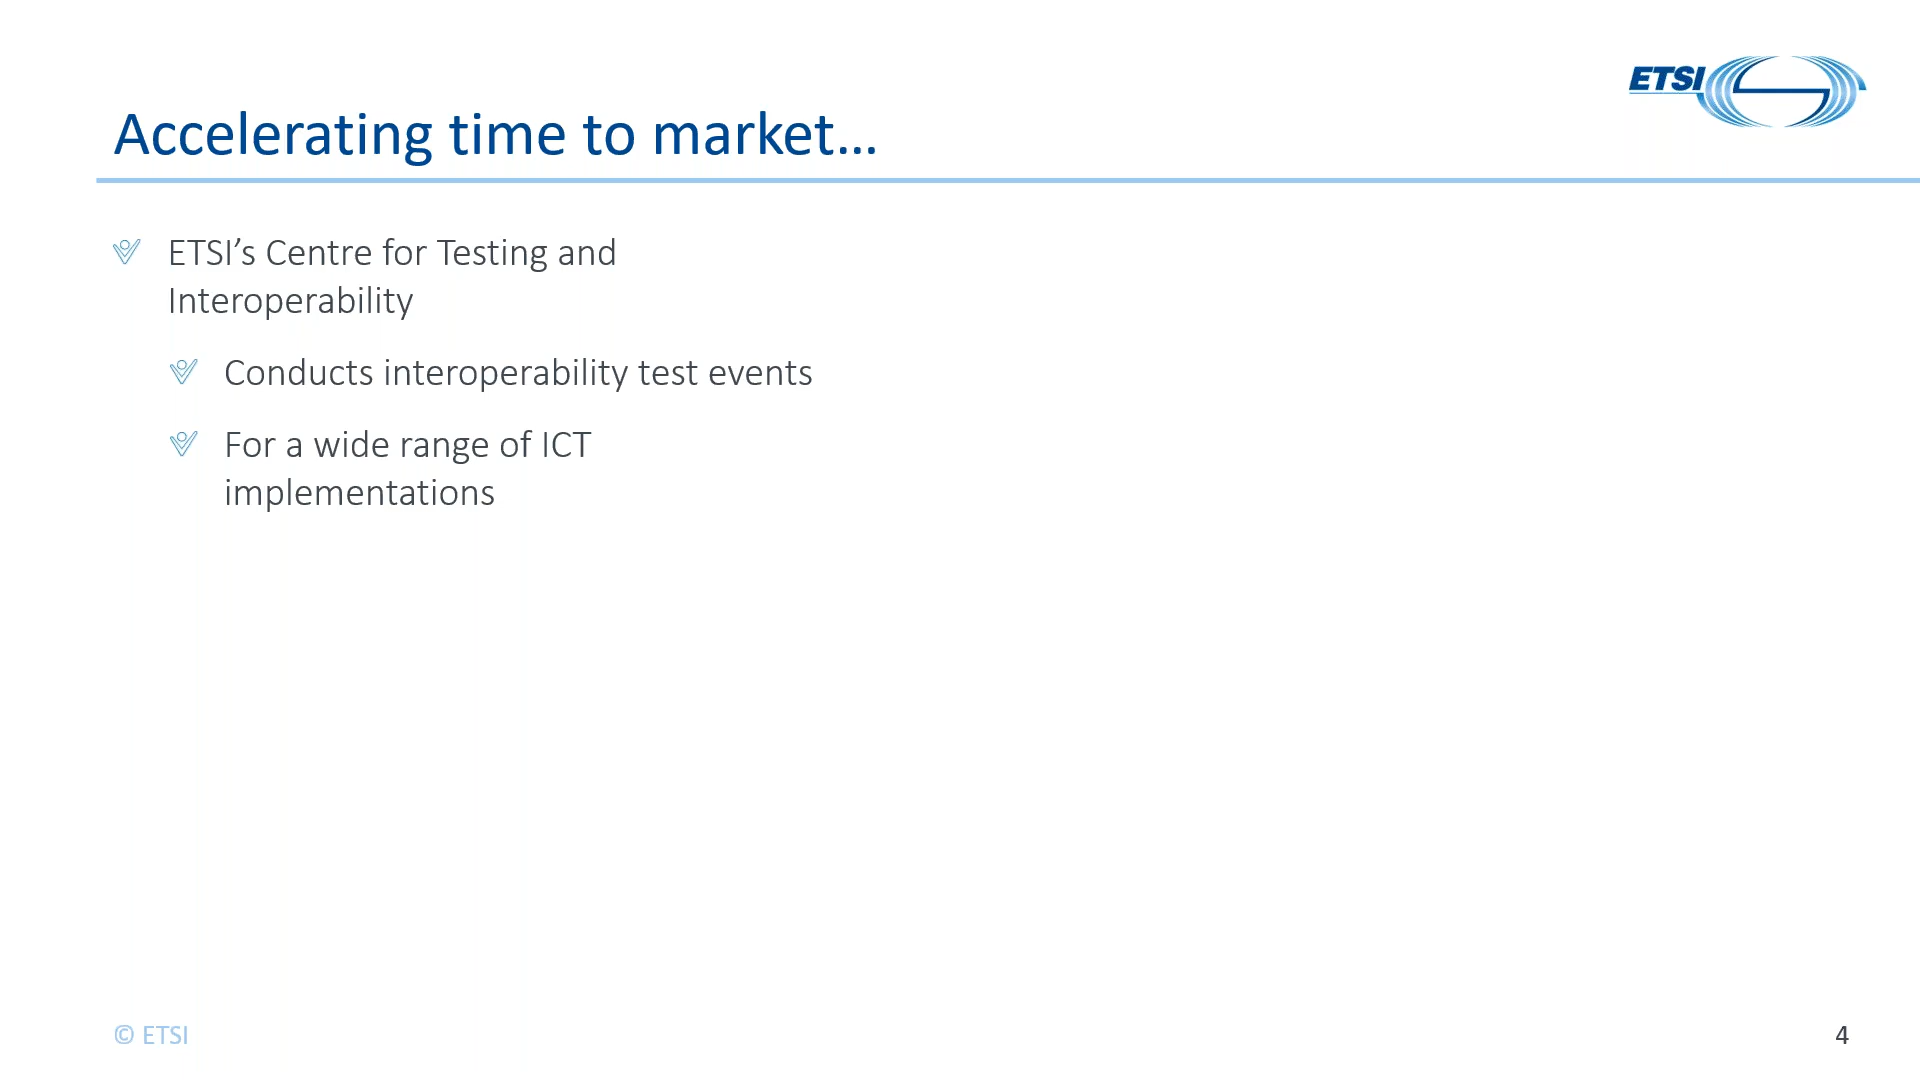 ETSI
Accelerating time to market...
ETSI’s Centre for Testing and
Interoperability
Conducts interoperability test events
For a wide range of ICT
implementations
© ETSI
4